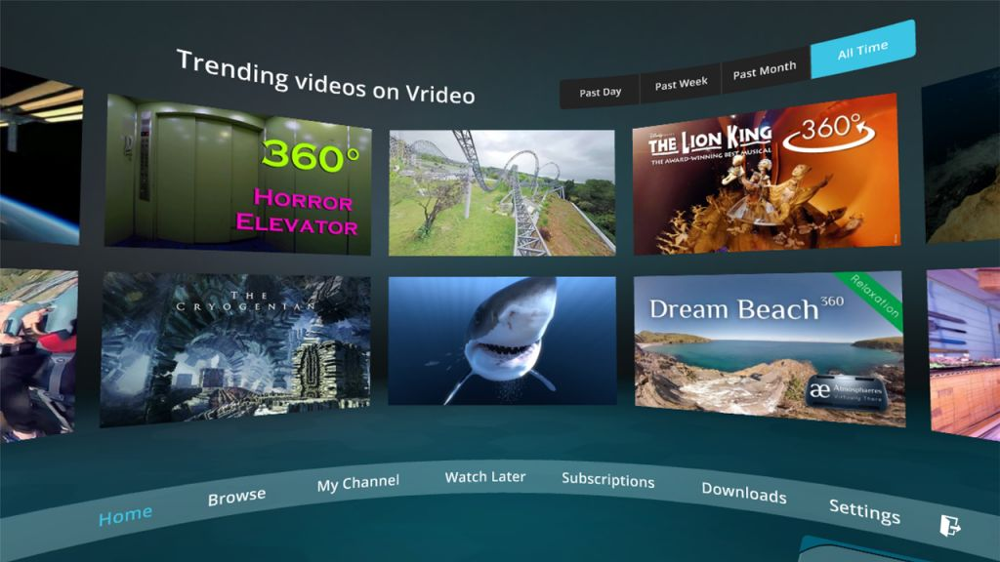 Trending videos on Vrideo
Past Day
Past Week
Past Month
All Time
360°
HORROR
ELEVATOR
THE LION KING
THE AWARD-WINNING BEST MUSICAL
360°
THE
CRYOGENIAN
Dream Beach 360
Relaxation
æ Atmosphaeres
Virtually There
Home
Browse
My Channel
Watch Later
Subscriptions
Downloads
Settings